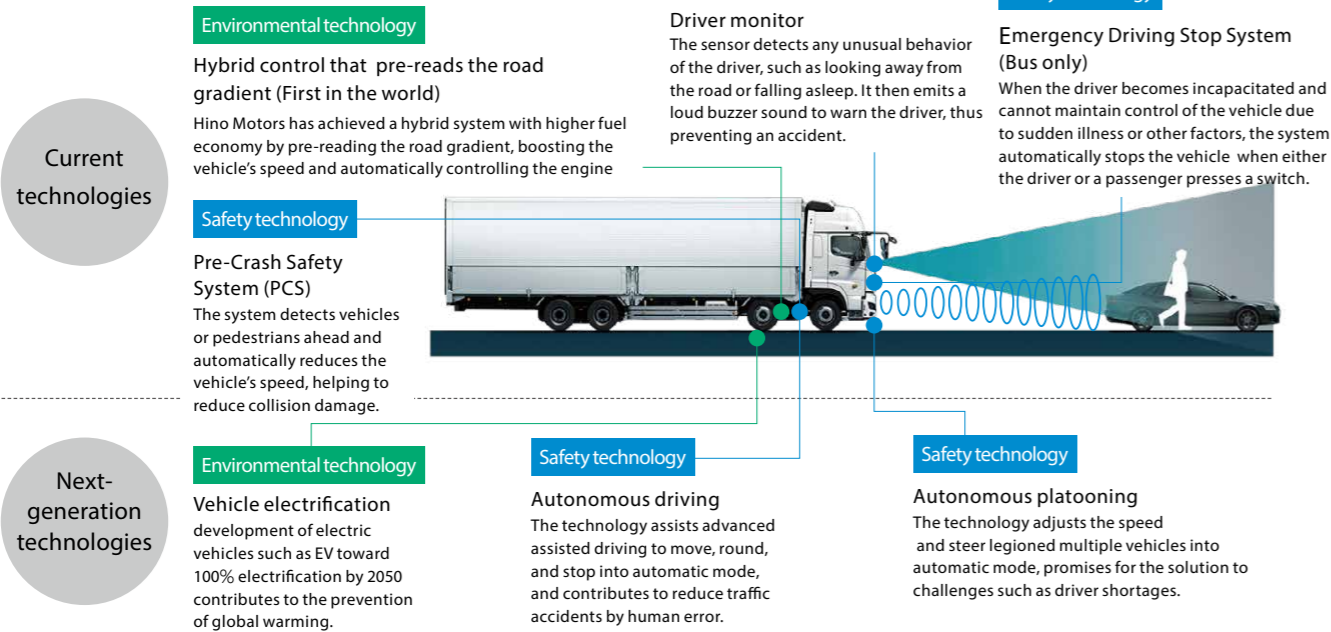 Environmental technology
Hybrid control that pre-reads the road
gradient (First in the world)
Hino Motors has achieved a hybrid system with higher fuel
economy by pre-reading the road gradient, boosting the
vehicle's speed and automatically controlling the engine
Driver monitor
The sensor detects any unusual behavior
of the driver, such as looking away from
the road or falling asleep. It then emits a
loud buzzer sound to warn the driver, thus
preventing an accident.
Emergency Driving Stop System
(Bus only)
When the driver becomes incapacitated and
cannot maintain control of the vehicle due
to sudden illness or other factors, the system
automatically stops the vehicle when either
the driver or a passenger presses a switch.
Current
technologies
Safety technology
Pre-Crash Safety
System (PCS)
The system detects vehicles
or pedestrians ahead and
automatically reduces the
vehicle's speed, helping to
reduce collision damage.
Next-
generation
technologies
Environmental technology
Vehicle electrification
development of electric
vehicles such as EV toward
100% electrification by 2050
contributes to the prevention
of global warming.
Safety technology
Autonomous driving
The technology assists advanced
assisted driving to move, round,
and stop into automatic mode,
and contributes to reduce traffic
accidents by human error.
Safety technology
Autonomous platooning
The technology adjusts the speed
and steer legioned multiple vehicles into
automatic mode, promises for the solution to
challenges such as driver shortages.